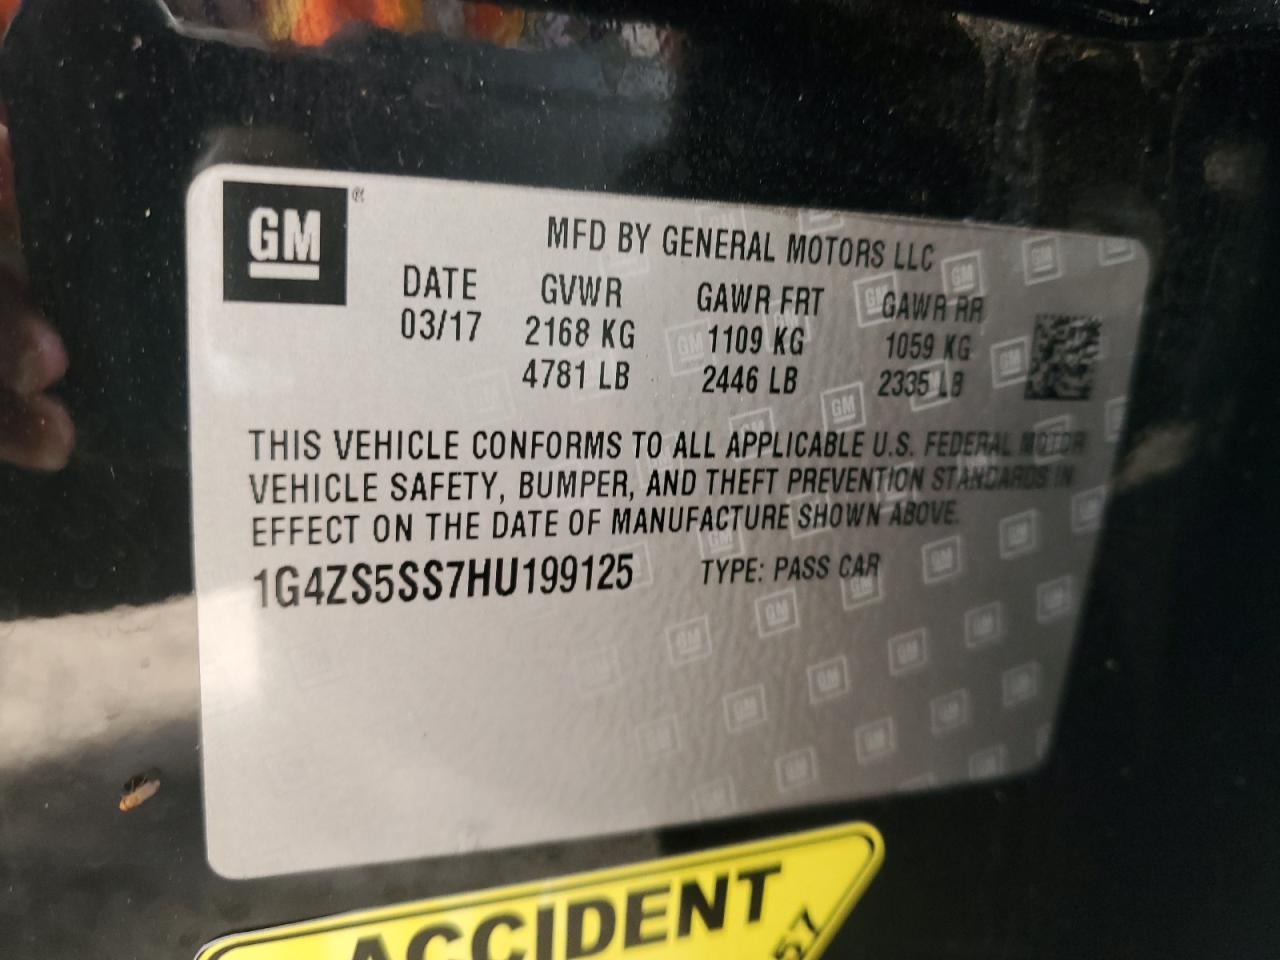 GM ®
MFD BY GENERAL MOTORS LLC
DATE GVWR GAWR FRT GAWR RR
03/17 2168 KG 1109 KG 1059 KG
4781 LB 2446 LB 2335 LB
THIS VEHICLE CONFORMS TO ALL APPLICABLE U.S. FEDERAL MOTOR
VEHICLE SAFETY, BUMPER, AND THEFT PREVENTION STANDARDS IN
EFFECT ON THE DATE OF MANUFACTURE SHOWN ABOVE.
1G4ZS5SS7HU199125 TYPE: PASS CAR
ACCIDENT
57